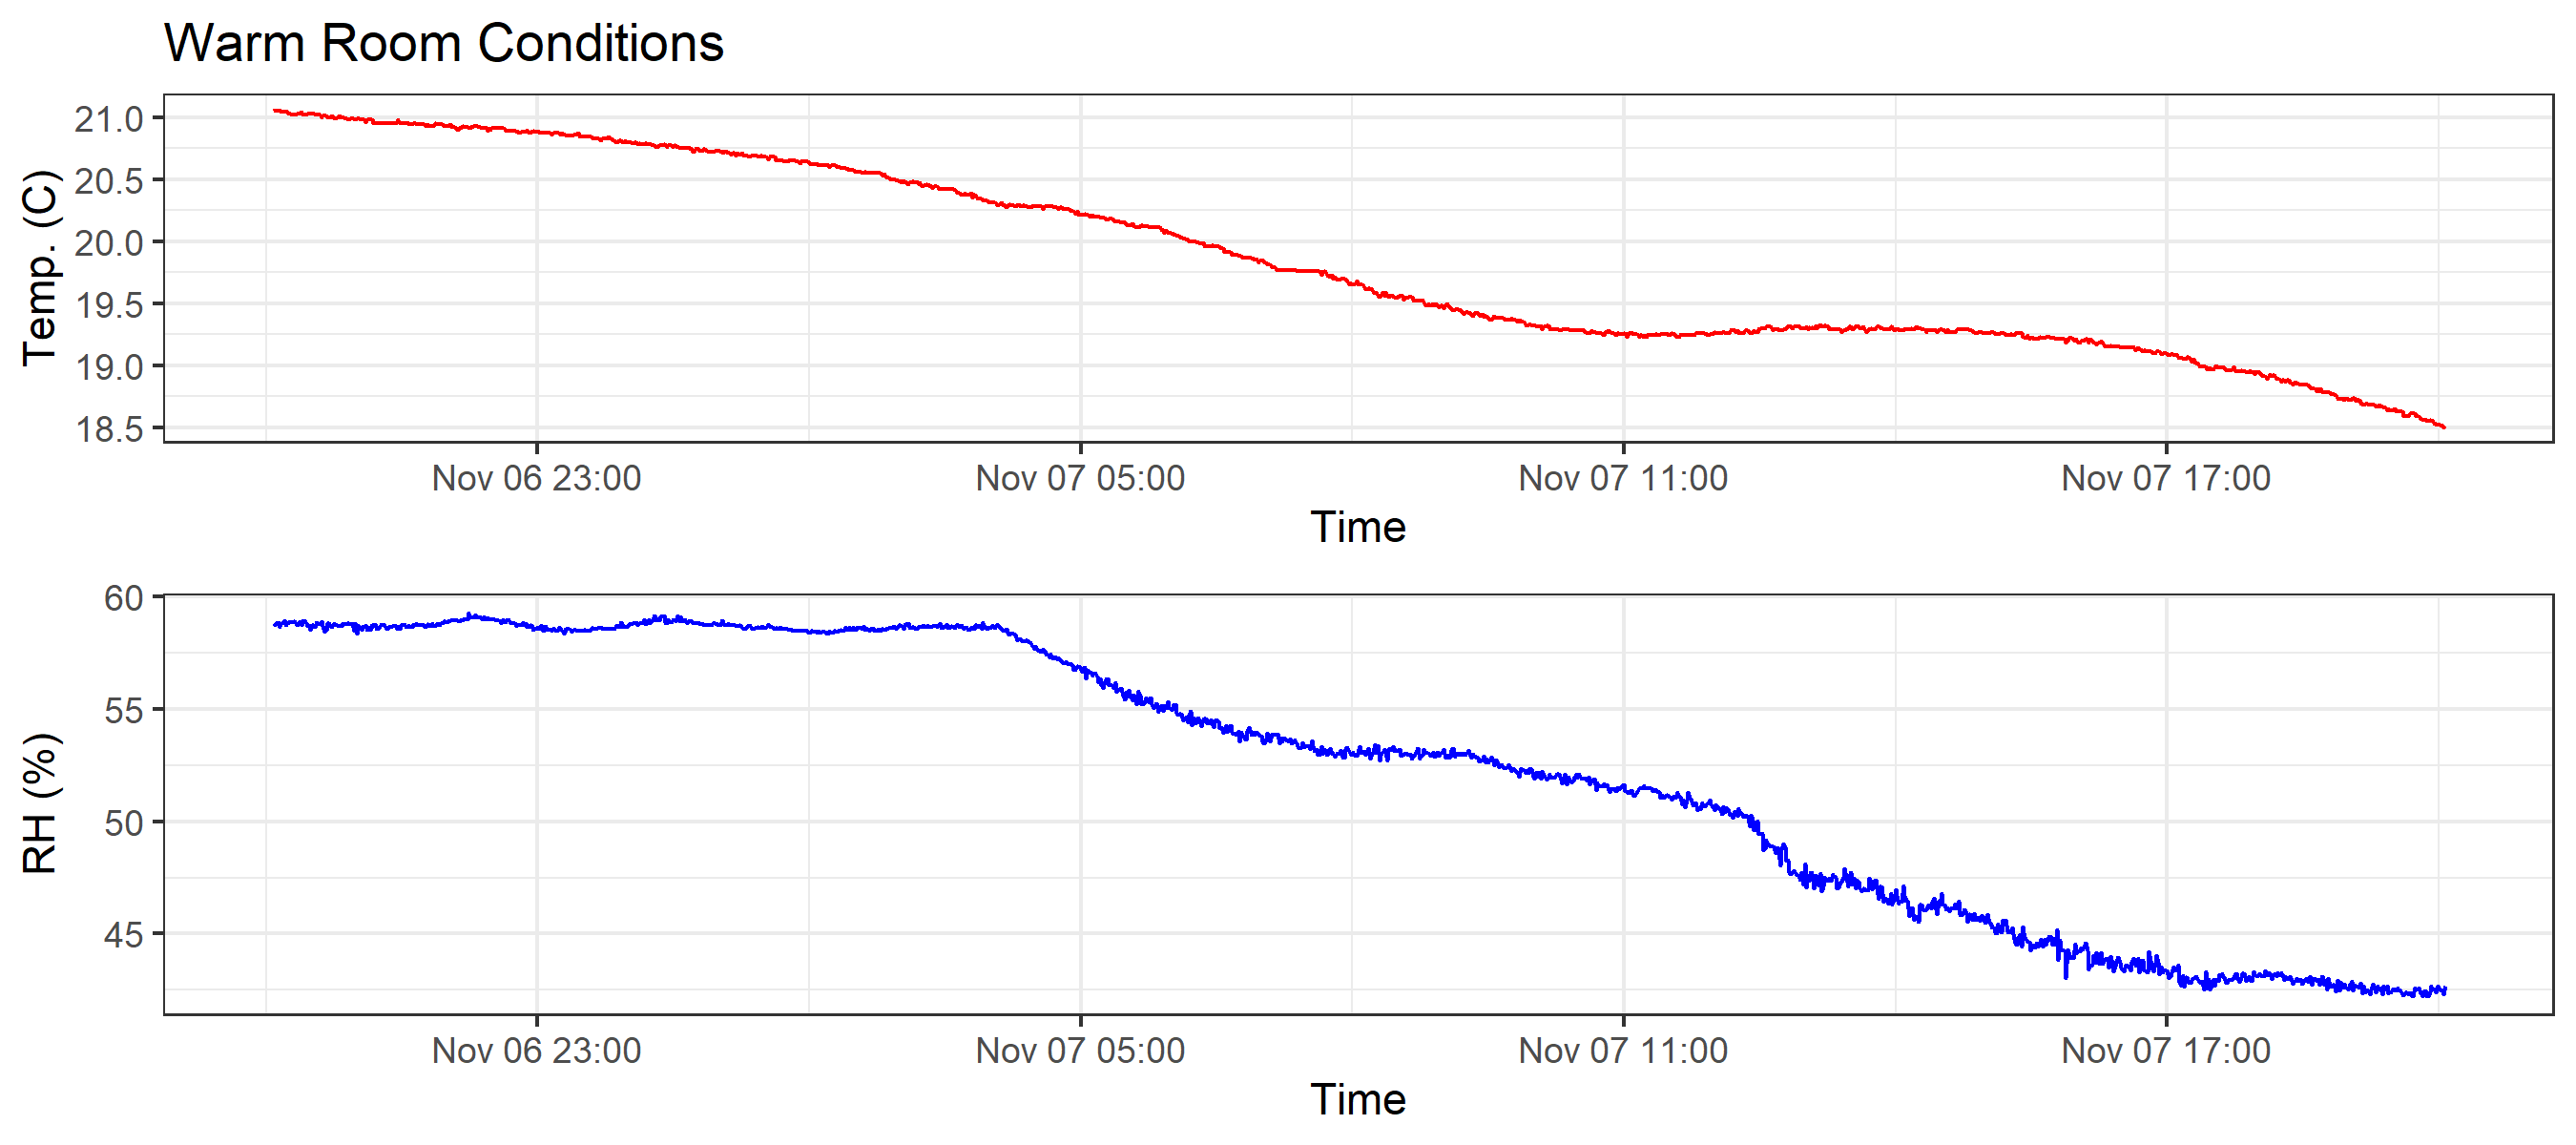 Warm Room Conditions
Temp. (C)
21.0
20.5
20.0
19.5
19.0
18.5
Nov 06 23:00 Nov 07 05:00 Nov 07 11:00 Nov 07 17:00
Time
RH (%)
60
55
50
45
Nov 06 23:00 Nov 07 05:00 Nov 07 11:00 Nov 07 17:00
Time